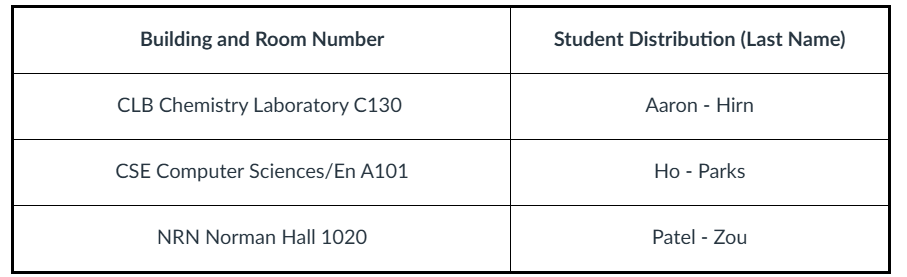 Building and Room Number Student Distribution (Last Name)
CLB Chemistry Laboratory C130 Aaron - Hirn
CSE Computer Sciences/En A101 Ho - Parks
NRN Norman Hall 1020 Patel - Zou